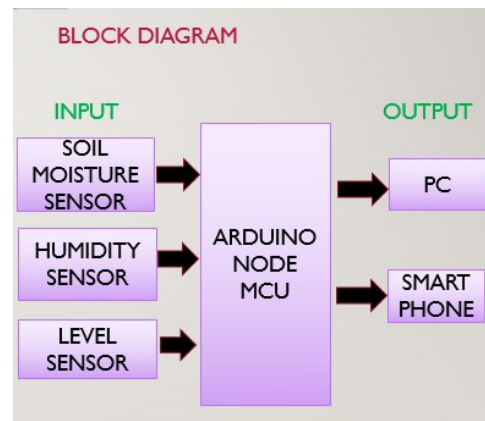 BLOCK DIAGRAM
INPUT
OUTPUT
SOIL
MOISTURE
SENSOR
HUMIDITY
SENSOR
LEVEL
SENSOR
ARDUINO
NODE
MCU
PC
SMART
PHONE